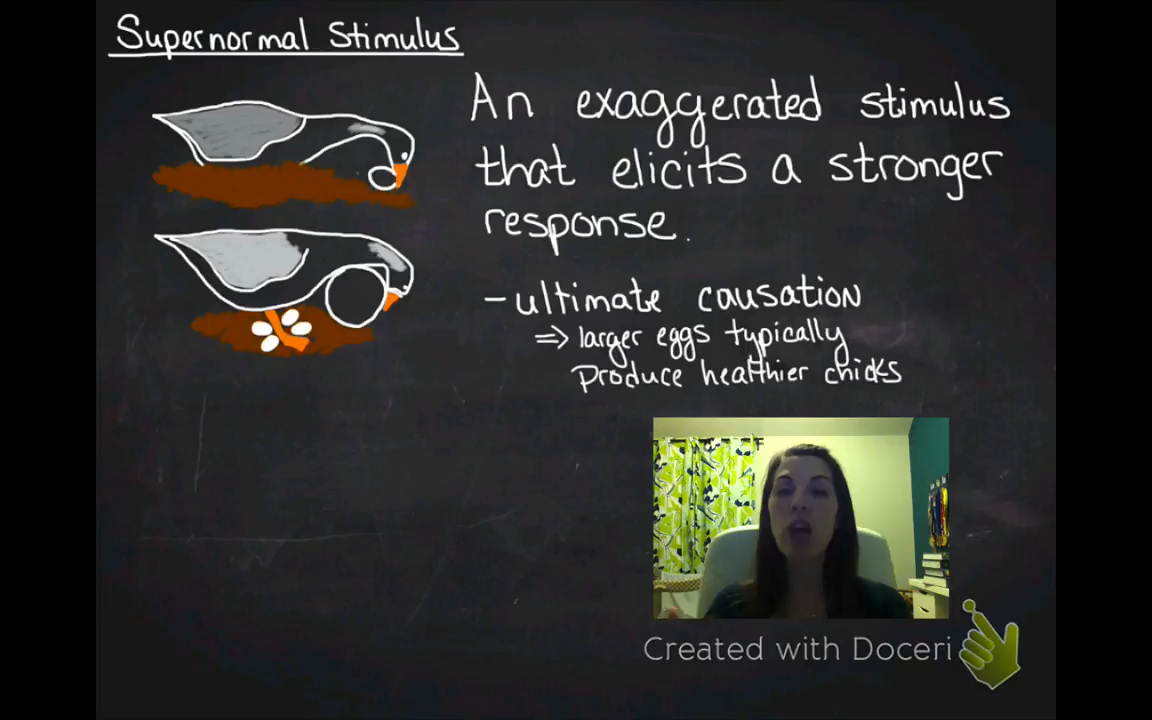 Supernormal Stimulus
An exaggerated stimulus
that elicits a stronger
response.
- ultimate causation
⇒ larger eggs typically
produce healthier chicks
Created with Doceri